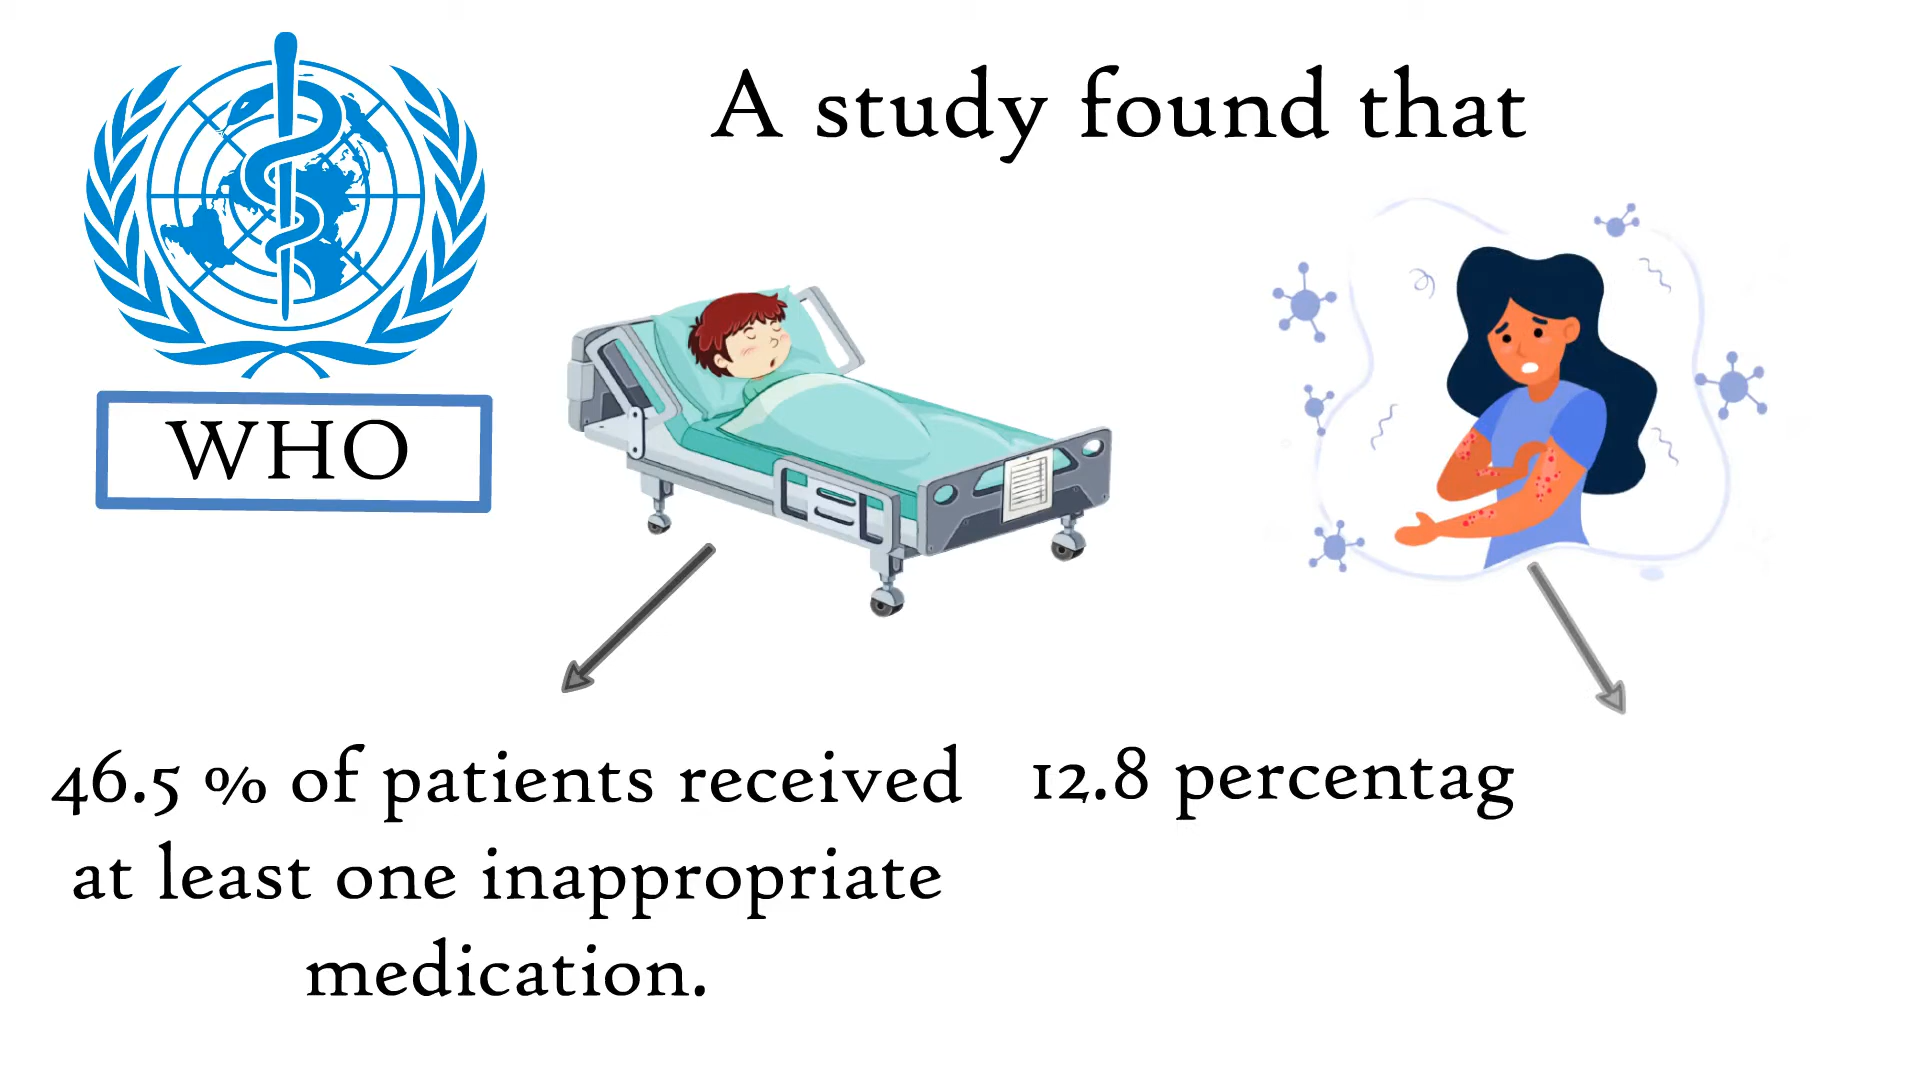 A study found that
WHO
46.5 % of patients received
at least one inappropriate
medication.
12.8 percentag